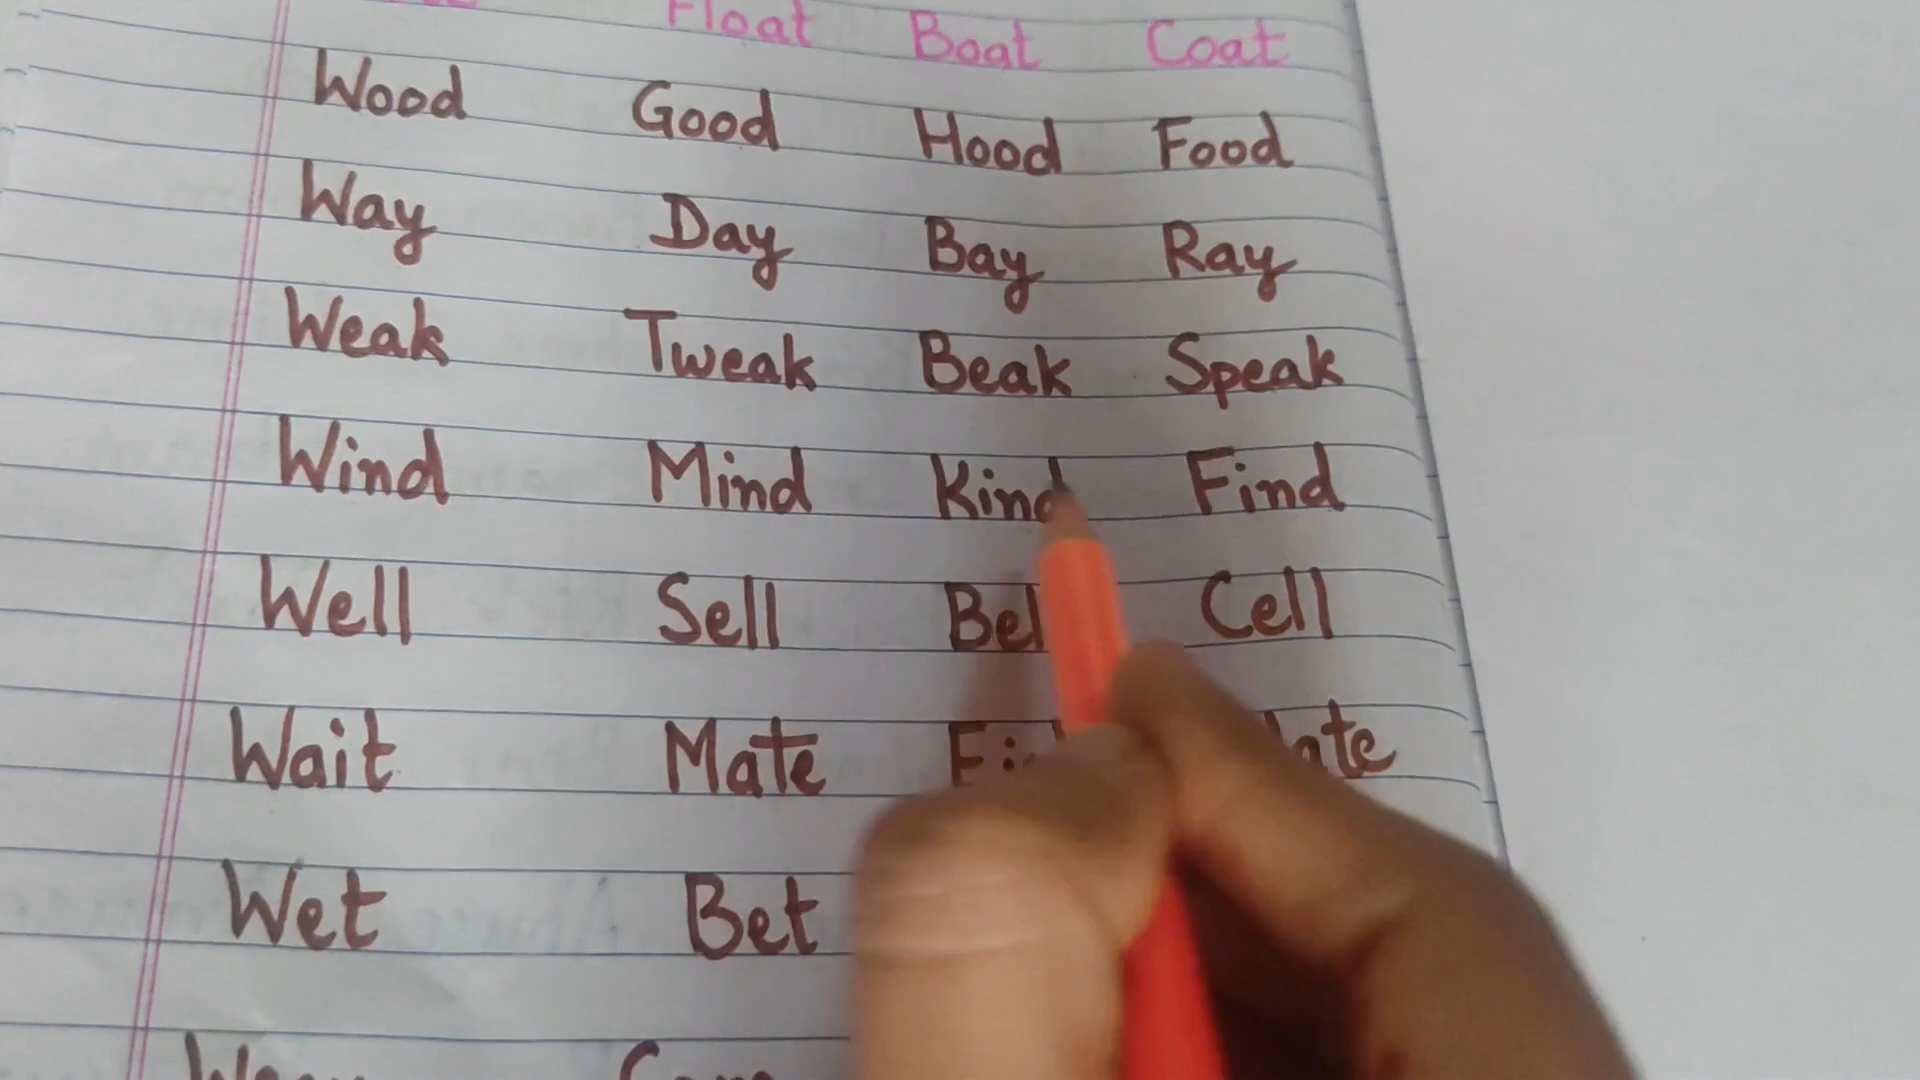 Float Boat Coat
Wood Good Hood Food
Way Day Bay Ray
Weak Tweak Beak Speak
Wind Mind Kind Find
Well Sell Bel Cell
Wait Mate
Wet Bet